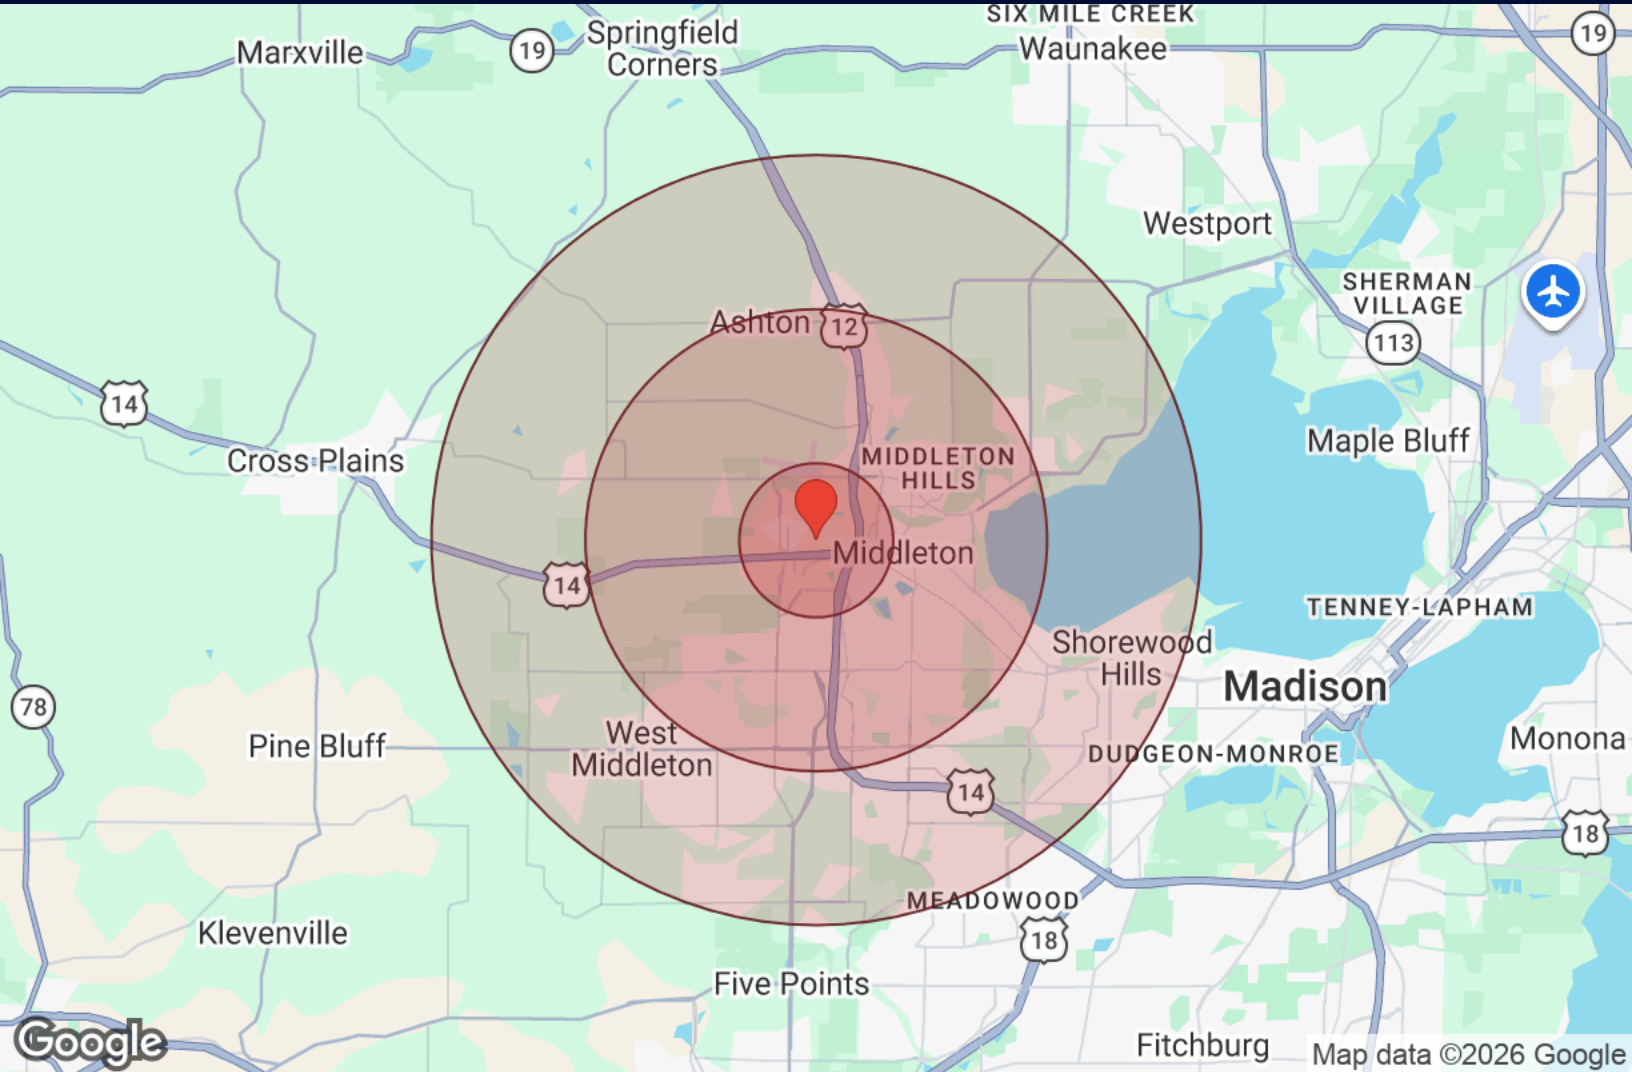 SIX MILE CREEK
Marxville
19
Springfield
Corners
Waunakee
19
Westport
SHERMAN
VILLAGE
Ashton
12
113
14
MIDDLETON
HILLS
Maple Bluff
Cross Plains
Middleton
14
TENNEY-LAPHAM
Shorewood
Hills
Madison
78
Pine Bluff
West
Middleton
DUDGEON-MONROE
Monona
14
18
MEADOWOOD
Klevenville
18
Five Points
Google
Fitchburg
Map data ©2026 Google